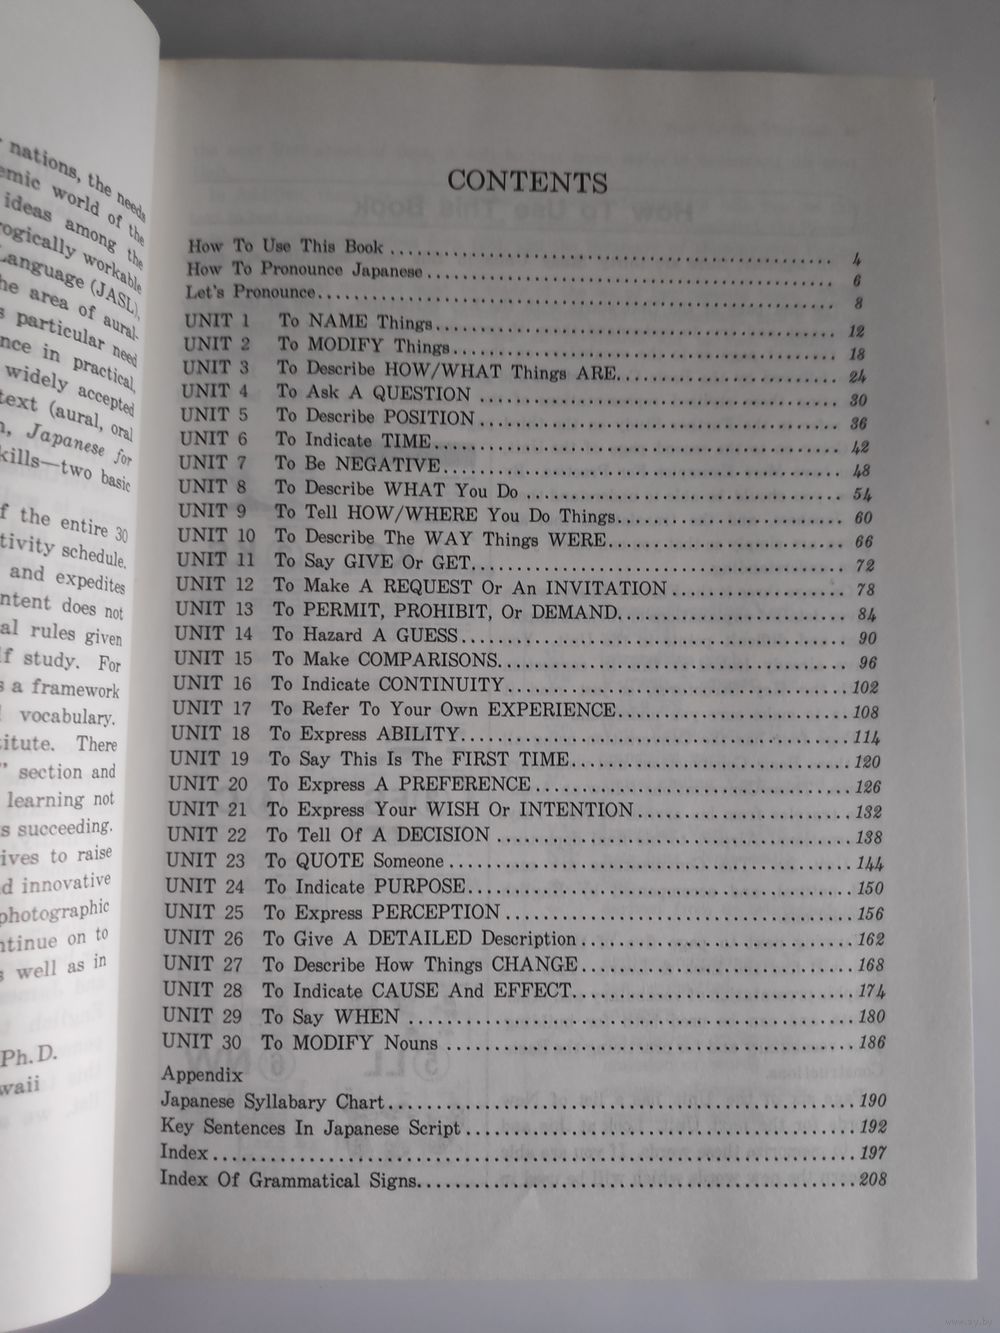 nations, the needs
emic world of the
ideas among the
ogically workable
Language (JASL),
he area of aural-
s particular need
nce in practical,
widely accepted
text (aural, oral
n, Japanese for
kills—two basic
f the entire 30
tivity schedule.
and expedites
ntent does not
al rules given
lf study. For
s a framework
vocabulary.
itute. There
" section and
learning not
s succeeding.
ives to raise
d innovative
photographic
ntinue on to
s well as in
Ph. D.
waii
CONTENTS
How To Use This Book 4
How To Pronounce Japanese 6
Let's Pronounce 8
UNIT 1 To NAME Things 12
UNIT 2 To MODIFY Things 18
UNIT 3 To Describe HOW/WHAT Things ARE 24
UNIT 4 To Ask A QUESTION 30
UNIT 5 To Describe POSITION 36
UNIT 6 To Indicate TIME 42
UNIT 7 To Be NEGATIVE 48
UNIT 8 To Describe WHAT You Do 54
UNIT 9 To Tell HOW/WHERE You Do Things 60
UNIT 10 To Describe The WAY Things WERE 66
UNIT 11 To Say GIVE Or GET 72
UNIT 12 To Make A REQUEST Or An INVITATION 78
UNIT 13 To PERMIT, PROHIBIT, Or DEMAND 84
UNIT 14 To Hazard A GUESS 90
UNIT 15 To Make COMPARISONS 96
UNIT 16 To Indicate CONTINUITY 102
UNIT 17 To Refer To Your Own EXPERIENCE 108
UNIT 18 To Express ABILITY 114
UNIT 19 To Say This Is The FIRST TIME 120
UNIT 20 To Express A PREFERENCE 126
UNIT 21 To Express Your WISH Or INTENTION 132
UNIT 22 To Tell Of A DECISION 138
UNIT 23 To QUOTE Someone 144
UNIT 24 To Indicate PURPOSE 150
UNIT 25 To Express PERCEPTION 156
UNIT 26 To Give A DETAILED Description 162
UNIT 27 To Describe How Things CHANGE 168
UNIT 28 To Indicate CAUSE And EFFECT 174
UNIT 29 To Say WHEN 180
UNIT 30 To MODIFY Nouns 186
Appendix
Japanese Syllabary Chart 190
Key Sentences In Japanese Script 192
Index 197
Index Of Grammatical Signs 208
www.ay.by